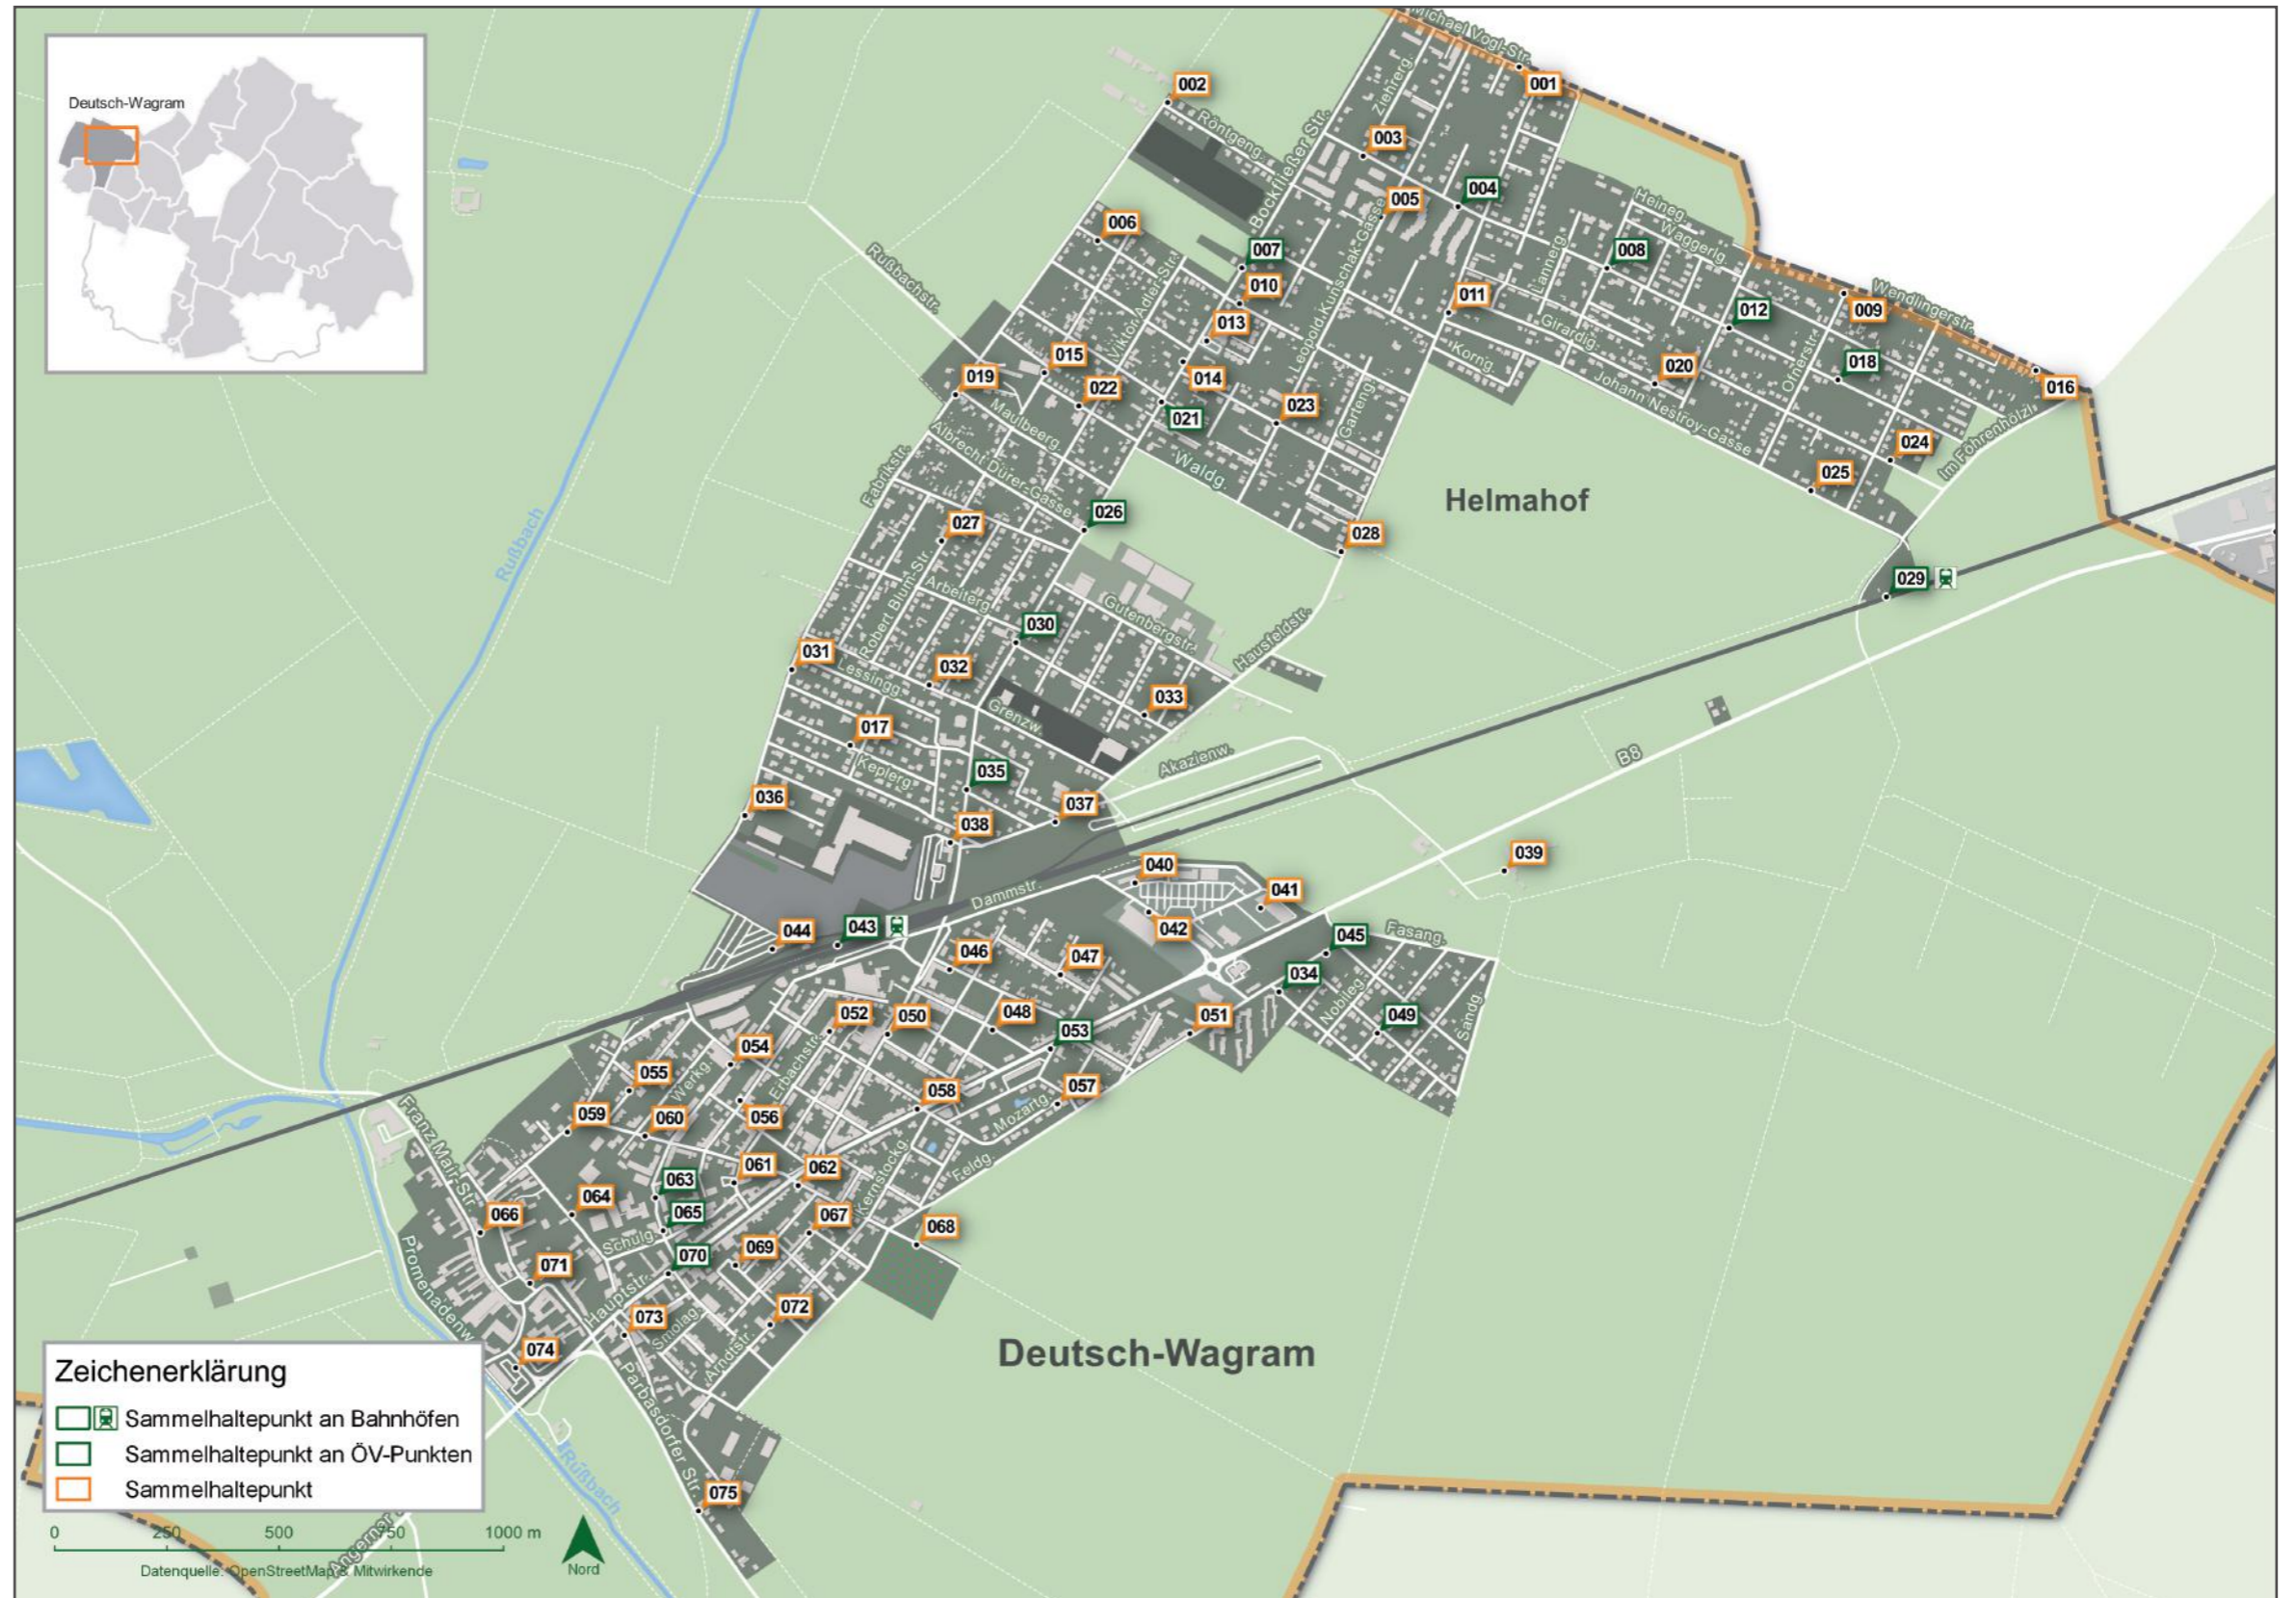 Michael Vogl-Str.
Deutsch-Wagram
001
002
Ziehrerg.
Röntgeng.
003
Bockfließer Str.
004
005
Heineg.
006
Waggerlg.
007
008
Rußbachstr.
Viktor Adler-Str.
Leopold Kunschak-Gasse
Lannerg.
010
011
009
Wendlingerstr.
012
013
Girardig.
015
014
Korng.
018
020
Ofnerstr.
019
022
016
Johann Nestroy-Gasse
023
Garteng.
021
Maulbeerg.
Albrecht Dürer-Gasse
024
Im Föhrenhölzl
Fabrikstr.
Waldg.
025
Helmahof
026
027
028
Rußbach
Robert Blum-Str.
Arbeiterg.
029
Gutenbergstr.
030
Hausfeldstr.
031
032
Lessingg.
033
Grenzw.
017
Akazienw.
B8
Keplerg.
035
036
037
038
039
040
Dammstr.
041
042
043
044
045
Fasang.
046
047
034
Nobileg.
Sandg.
052
050
048
051
049
053
054
Erbachstr.
055
Werkg.
057
058
Mozartg.
Franz Mair-Str.
059
060
056
Kernstockg.
Feldg.
061
062
063
064
065
066
067
068
Schulg.
069
070
Promenadenw.
071
Hauptstr.
072
073
Smolag.
Arndtstr.
074
Deutsch-Wagram
Parbasdorfer Str.
075
Rußbach
Zeichenerklärung
Sammelhaltepunkt an Bahnhöfen
Sammelhaltepunkt an ÖV-Punkten
Sammelhaltepunkt
0 250 500 750 1000 m
Angerner
Datenquelle: OpenStreetMap & Mitwirkende
Nord